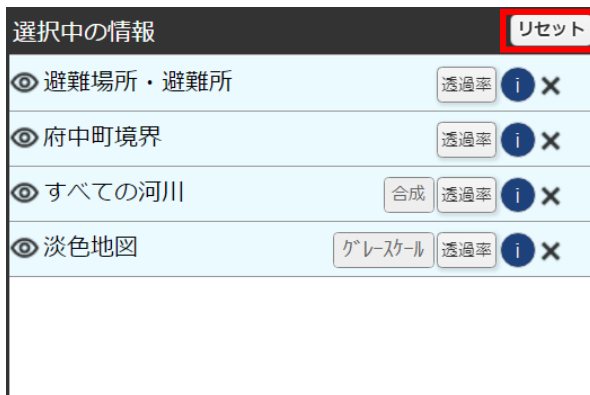 選択中の情報 リセット
避難場所・避難所 透過率 i
府中町境界 透過率 i
すべての河川 合成 透過率 i
淡色地図 グレースケール 透過率 i